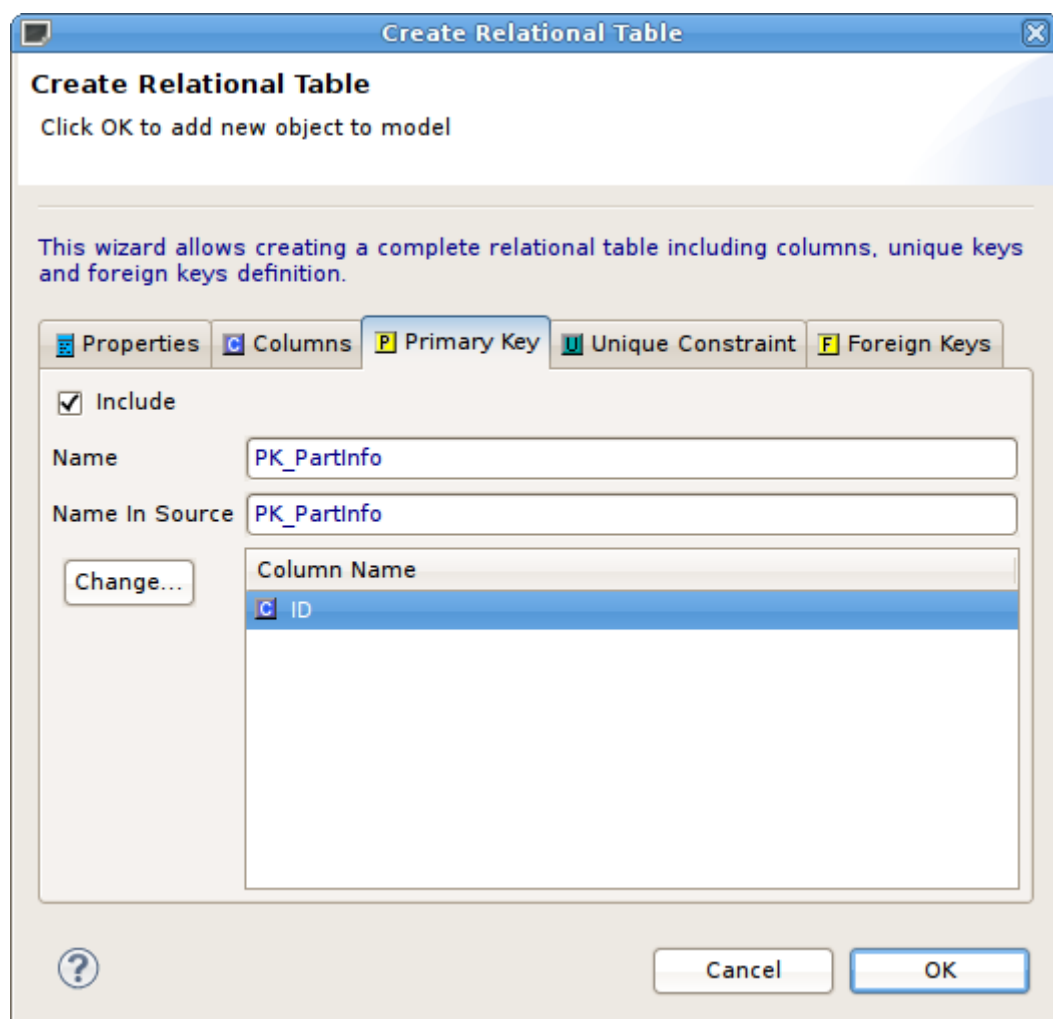 Create Relational Table
Create Relational Table
Click OK to add new object to model
This wizard allows creating a complete relational table including columns, unique keys
and foreign keys definition.
Properties C Columns P Primary Key U Unique Constraint F Foreign Keys
Include
Name PK_PartInfo
Name In Source PK_PartInfo
Change... Column Name
C ID
? Cancel OK